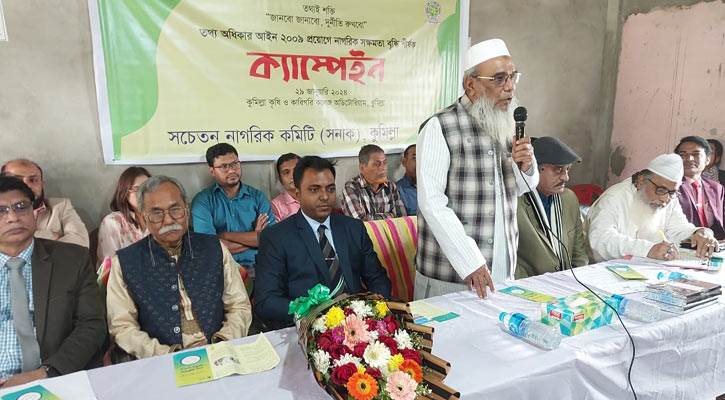 তথ্যই শক্তি
“জানবো জানাবো, দুর্নীতি রুখবো”
তথ্য অধিকার আইন ২০০৯ প্রয়োগে নাগরিক সক্ষমতা বৃদ্ধি শীর্ষক
ক্যাম্পেইন
২৯ জানুয়ারি ২০২৪
কুমিল্লা কৃষি ও কারিগরি কলেজ অডিটোরিয়াম, কুমিল্লা
সচেতন নাগরিক কমিটি (সনাক), কুমিল্লা